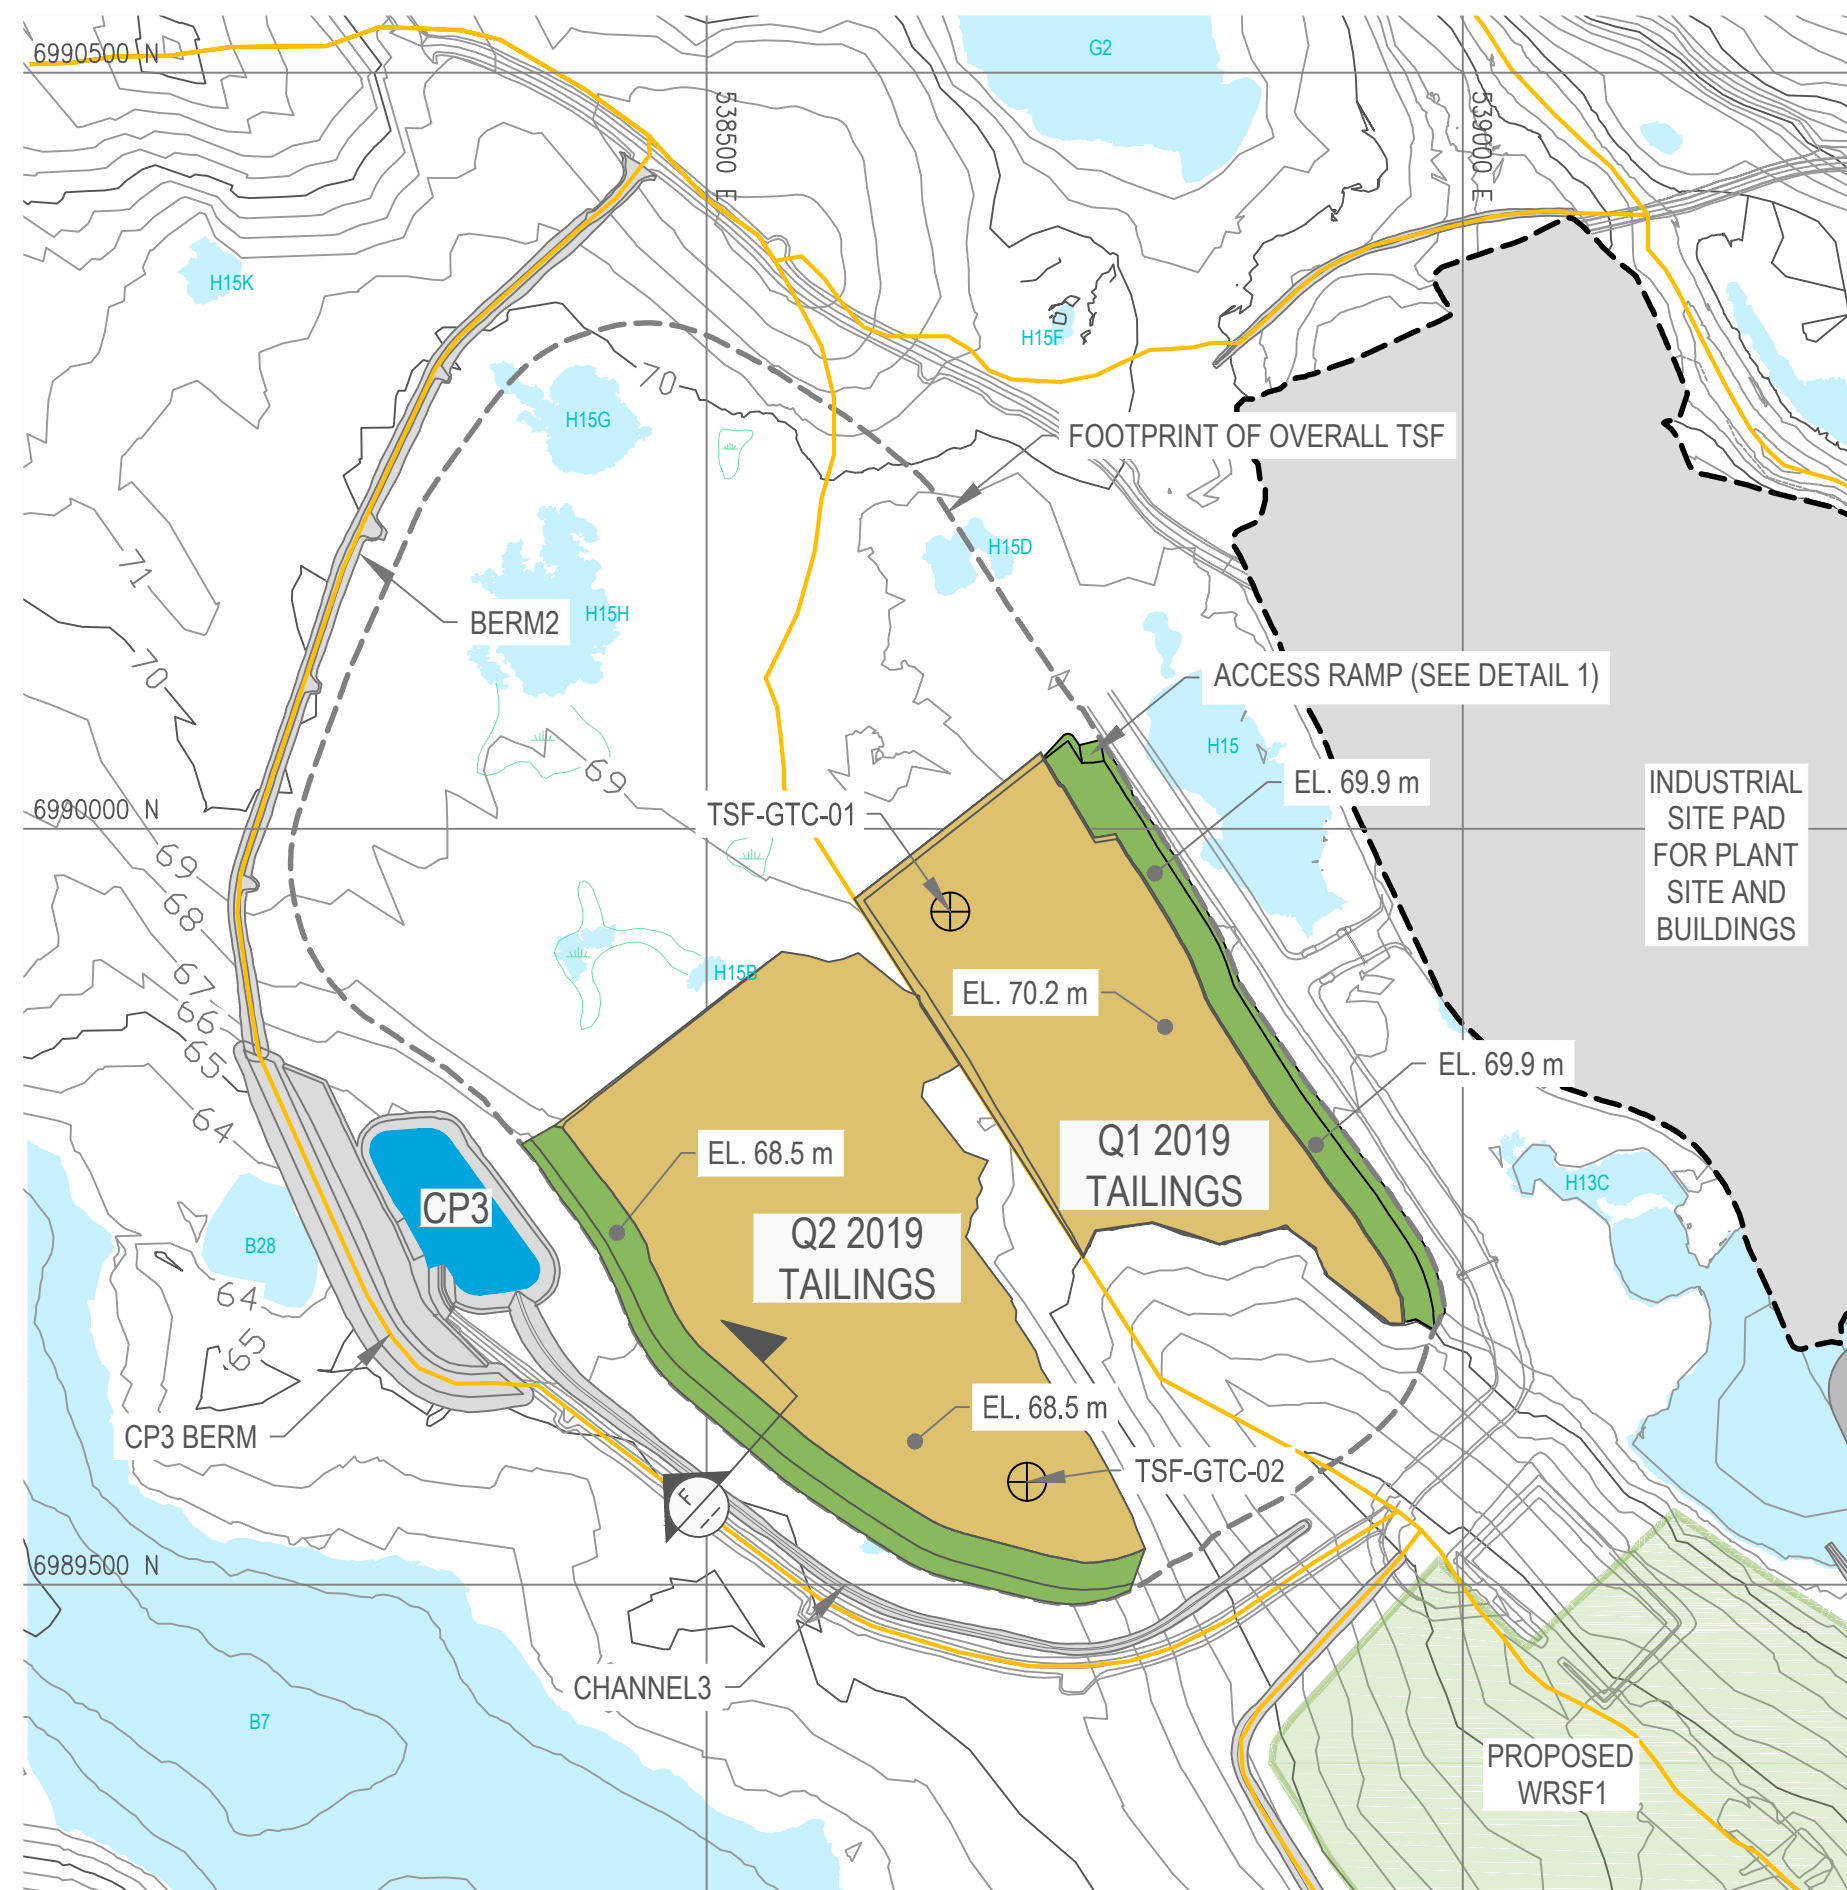 6990500 N
G2
538500 E
539000 E
H15K
H15F
70
H15G
FOOTPRINT OF OVERALL TSF
H15D
71
H15H
BERM2
70
ACCESS RAMP (SEE DETAIL 1)
H15
69
EL. 69.9 m
INDUSTRIAL
SITE PAD
FOR PLANT
SITE AND
BUILDINGS
6990000 N
TSF-GTC-01
69
68
67
66
65
64
H15B
EL. 70.2 m
EL. 69.9 m
EL. 68.5 m
Q1 2019
TAILINGS
H13C
CP3
B28
Q2 2019
TAILINGS
64
65
CP3 BERM
EL. 68.5 m
TSF-GTC-02
F
6989500 N
CHANNEL3
B7
PROPOSED
WRSF1